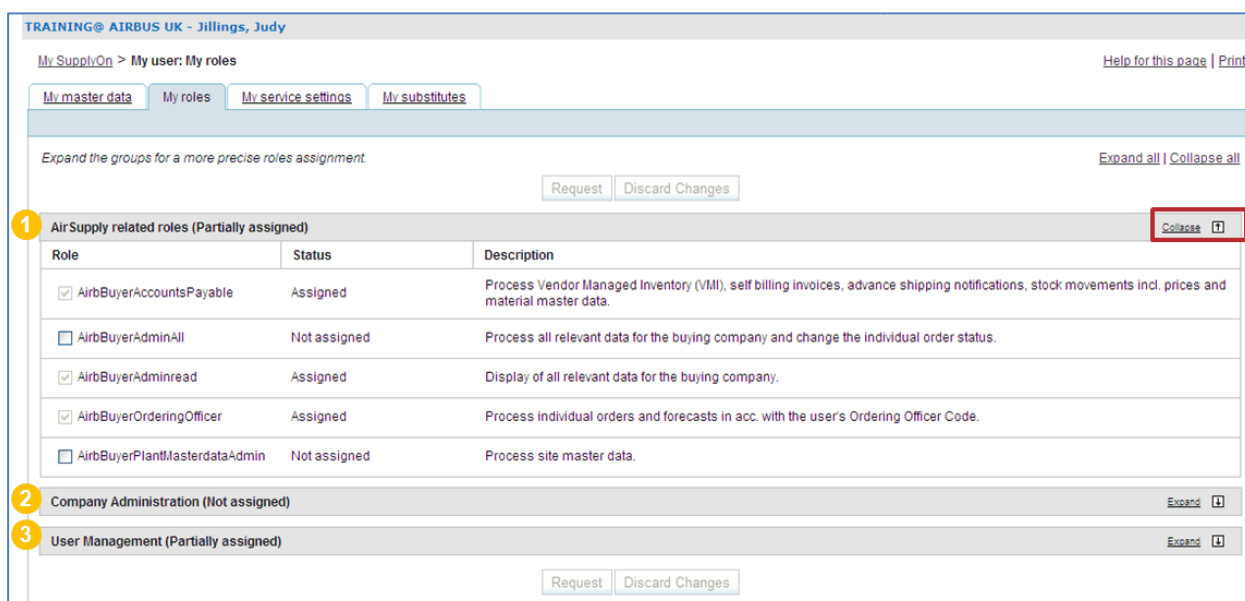 TRAINING@ AIRBUS UK - Jillings, Judy
My SupplyOn > My user: My roles
Help for this page | Print
My master data
My roles
My service settings
My substitutes
Expand the groups for a more precise roles assignment.
Expand all | Collapse all
Request
Discard Changes
1
AirSupply related roles (Partially assigned)
Collapse
Role
Status
Description
AirbBuyerAccountsPayable
Assigned
Process Vendor Managed Inventory (VMI), self billing invoices, advance shipping notifications, stock movements incl. prices and
material master data.
AirbBuyerAdminAll
Not assigned
Process all relevant data for the buying company and change the individual order status.
AirbBuyerAdminread
Assigned
Display of all relevant data for the buying company.
AirbBuyerOrderingOfficer
Assigned
Process individual orders and forecasts in acc. with the user's Ordering Officer Code.
AirbBuyerPlantMasterdataAdmin
Not assigned
Process site master data.
2
Company Administration (Not assigned)
Expand
3
User Management (Partially assigned)
Expand
Request
Discard Changes